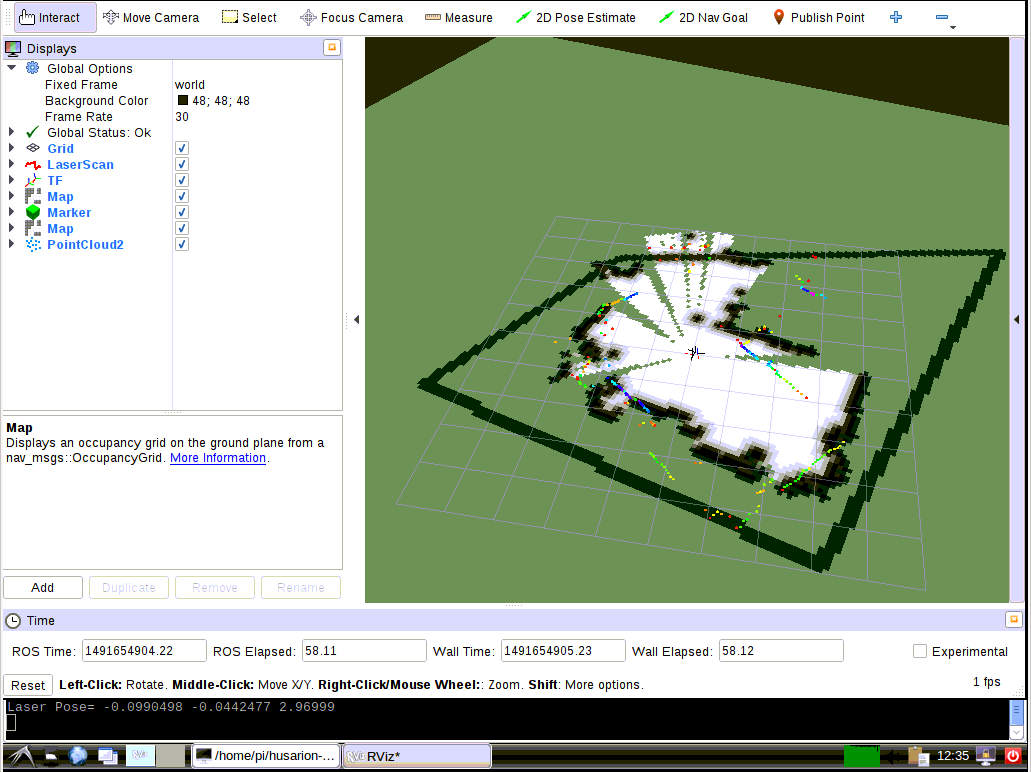 Interact Move Camera Select Focus Camera Measure 2D Pose Estimate 2D Nav Goal Publish Point
Displays
Global Options
Fixed Frame world
Background Color 48; 48; 48
Frame Rate 30
Global Status: Ok
Grid
LaserScan
TF
Map
Marker
Map
PointCloud2
Map
Displays an occupancy grid on the ground plane from a
nav_msgs::OccupancyGrid. More Information.
Add Duplicate Remove Rename
Time
ROS Time: 1491654904.22 ROS Elapsed: 58.11 Wall Time: 1491654905.23 Wall Elapsed: 58.12 Experimental
Reset Left-Click: Rotate. Middle-Click: Move X/Y. Right-Click/Mouse Wheel:: Zoom. Shift: More options. 1 fps
Laser Pose= -0.0990498 -0.0442477 2.96999
/home/pi/husarion-... RViz RViz* 12:35